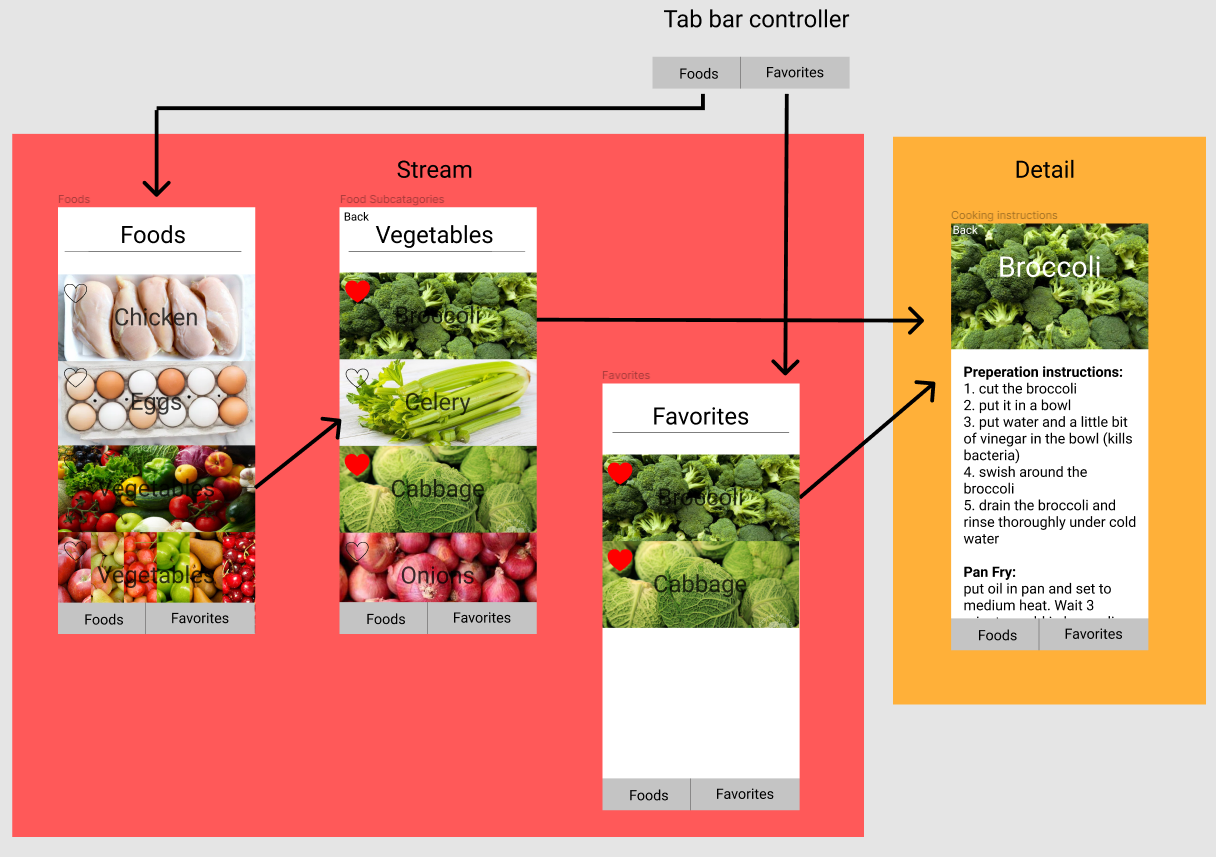 Tab bar controller
Foods
Favorites
Stream
Foods
Foods
Chicken
Eggs
Vegetables
Vegetables
Foods
Favorites
Food Subcatagories
Back
Vegetables
Broccoli
Celery
Cabbage
Onions
Foods
Favorites
Favorites
Favorites
Broccoli
Cabbage
Foods
Favorites
Detail
Cooking instructions
Back
Broccoli
Preperation instructions:
1. cut the broccoli
2. put it in a bowl
3. put water and a little bit
of vinegar in the bowl (kills
bacteria)
4. swish around the
broccoli
5. drain the broccoli and
rinse thoroughly under cold
water
Pan Fry:
put oil in pan and set to
medium heat. Wait 3
Foods
Favorites